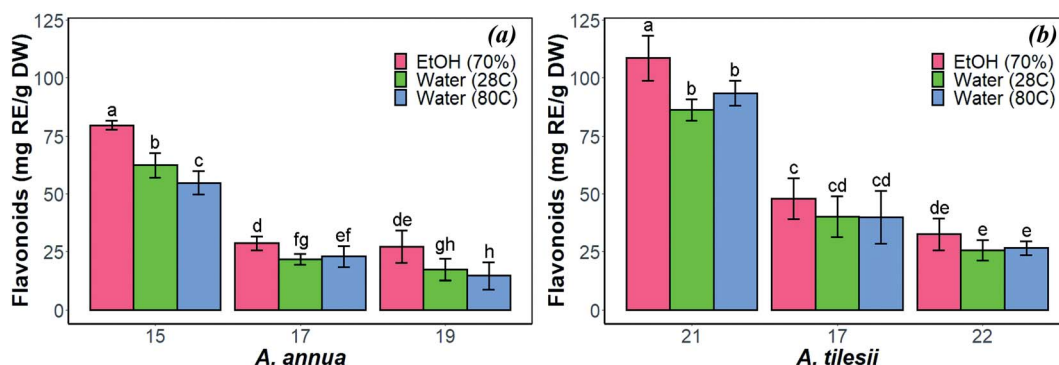 125
100
75
50
25
0
Flavonoids (mg RE/g DW)
(a)
EtOH (70%)
Water (28C)
Water (80C)
a
b
c
d
fg
ef
de
gh
h
15 17 19
A. annua
125
100
75
50
25
0
Flavonoids (mg RE/g DW)
(b)
EtOH (70%)
Water (28C)
Water (80C)
a
b
b
c
cd
cd
de
e
e
21 17 22
A. tilesii